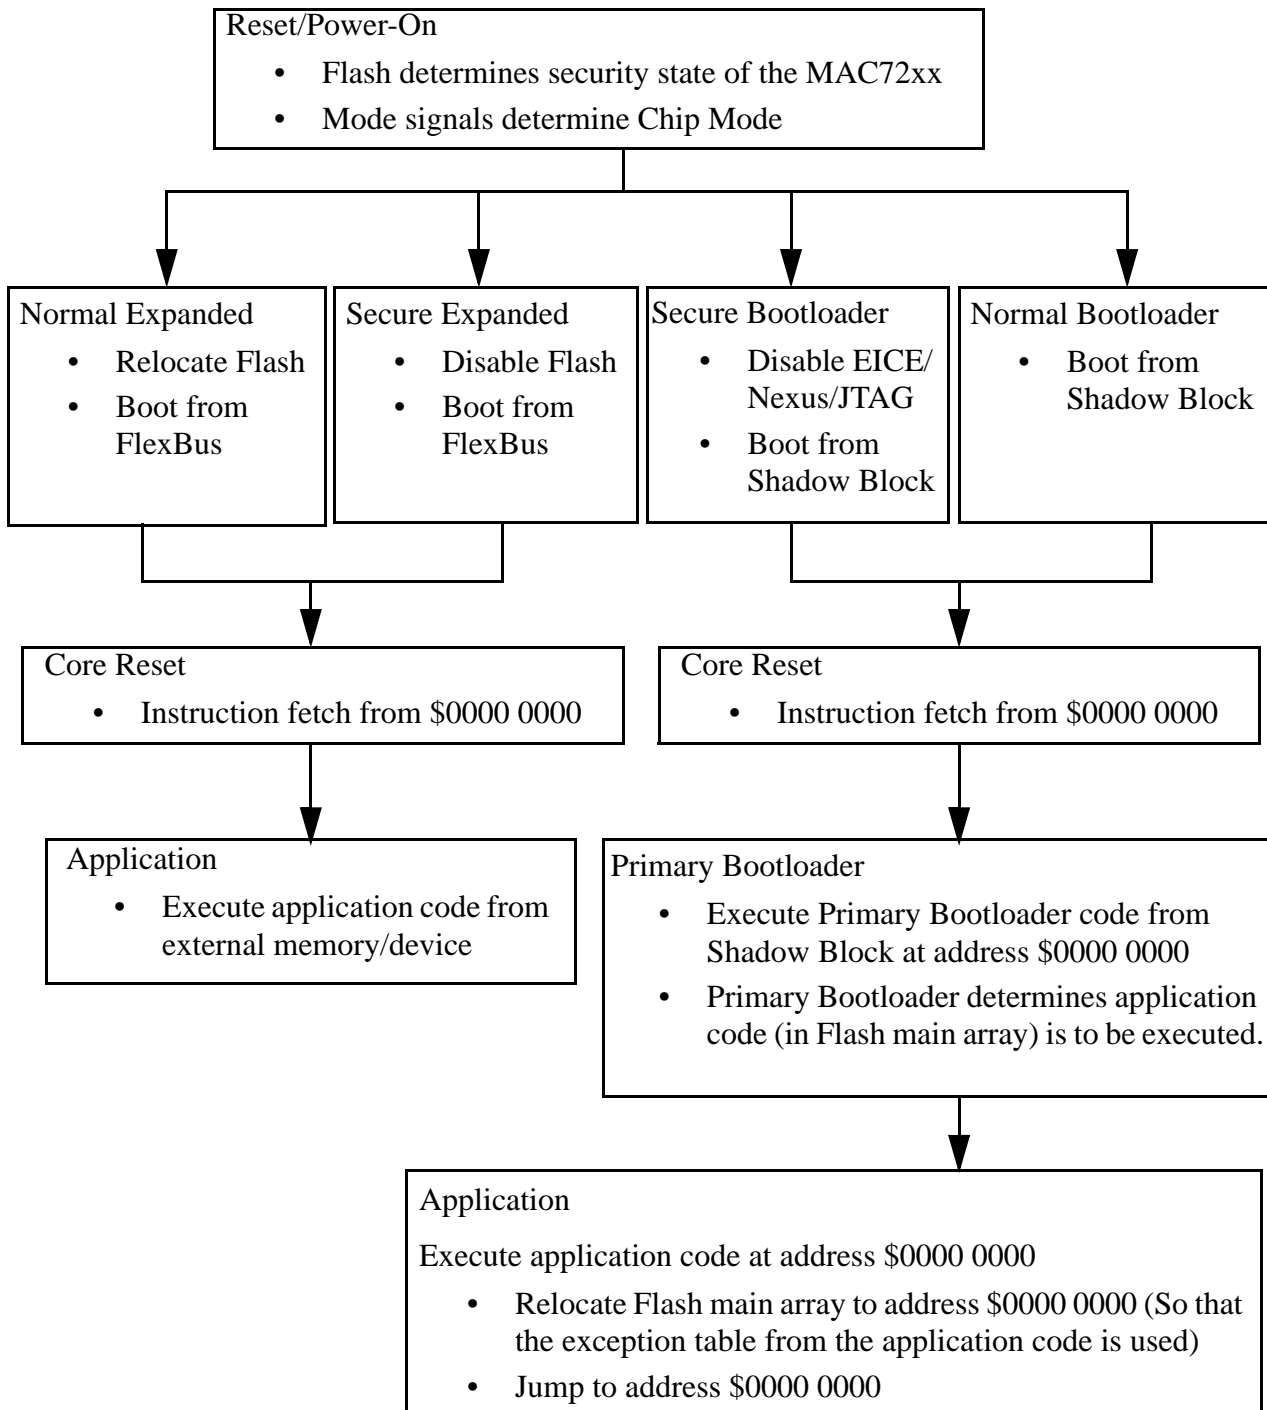 Reset/Power-On
• Flash determines security state of the MAC72xx
• Mode signals determine Chip Mode
Normal Expanded
• Relocate Flash
• Boot from
FlexBus
Secure Expanded
• Disable Flash
• Boot from
FlexBus
Secure Bootloader
• Disable EICE/
Nexus/JTAG
• Boot from
Shadow Block
Normal Bootloader
• Boot from
Shadow Block
Core Reset
• Instruction fetch from $0000 0000
Core Reset
• Instruction fetch from $0000 0000
Application
• Execute application code from
external memory/device
Primary Bootloader
• Execute Primary Bootloader code from
Shadow Block at address $0000 0000
• Primary Bootloader determines application
code (in Flash main array) is to be executed.
Application
Execute application code at address $0000 0000
• Relocate Flash main array to address $0000 0000 (So that
the exception table from the application code is used)
• Jump to address $0000 0000